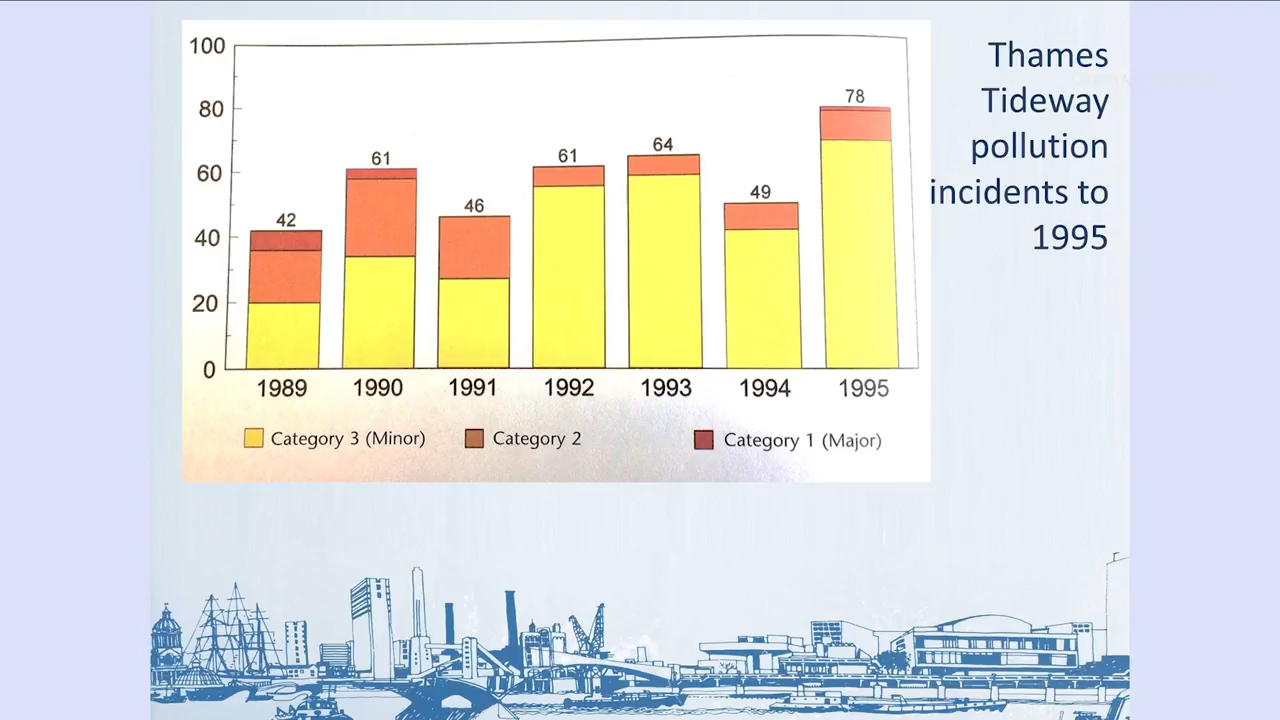 Thames
Tideway
pollution
incidents to
1995
100
80
60
40
20
0
42
61
46
61
64
49
78
1989 1990 1991 1992 1993 1994 1995
Category 3 (Minor) Category 2 Category 1 (Major)